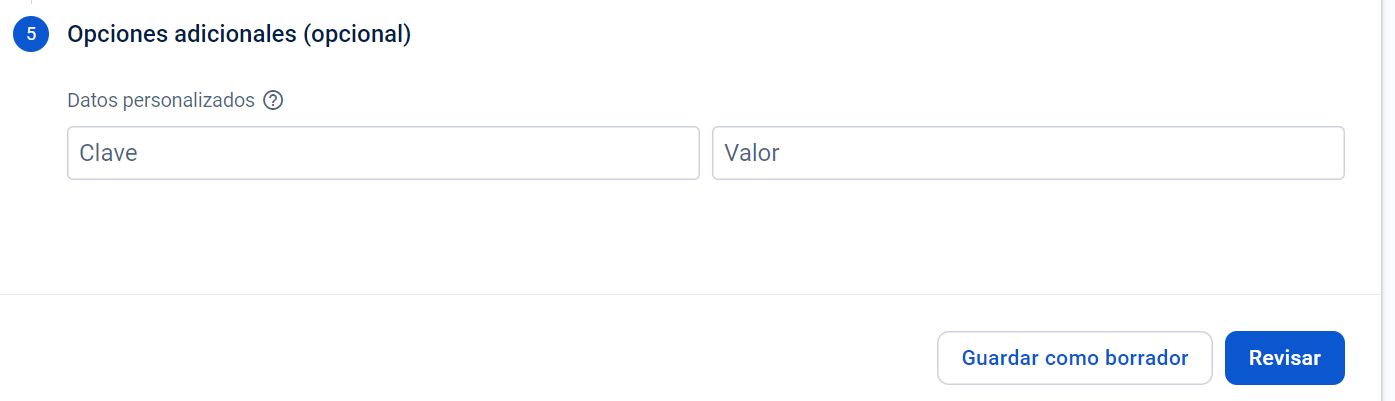 5 Opciones adicionales (opcional)
Datos personalizados ?
Clave Valor
Guardar como borrador Revisar